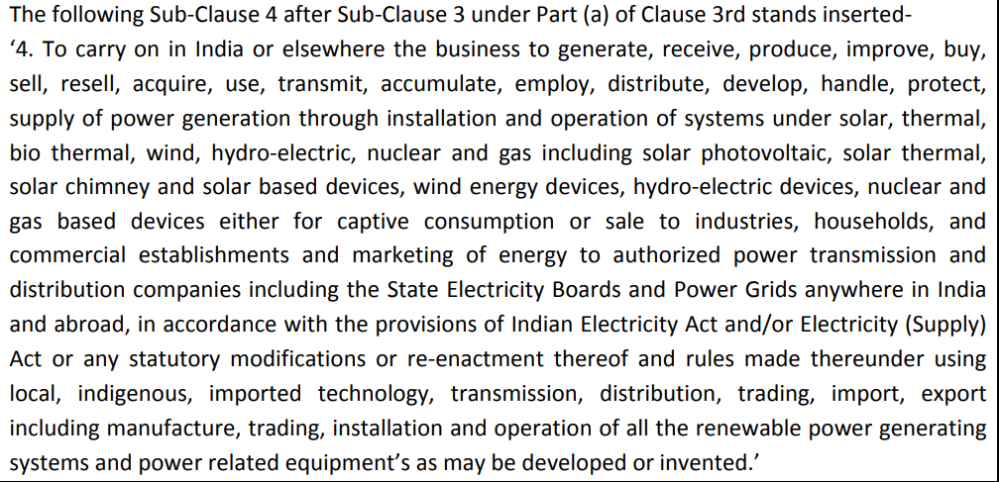 The following Sub-Clause 4 after Sub-Clause 3 under Part (a) of Clause 3rd stands inserted-
‘4. To carry on in India or elsewhere the business to generate, receive, produce, improve, buy,
sell, resell, acquire, use, transmit, accumulate, employ, distribute, develop, handle, protect,
supply of power generation through installation and operation of systems under solar, thermal,
bio thermal, wind, hydro-electric, nuclear and gas including solar photovoltaic, solar thermal,
solar chimney and solar based devices, wind energy devices, hydro-electric devices, nuclear and
gas based devices either for captive consumption or sale to industries, households, and
commercial establishments and marketing of energy to authorized power transmission and
distribution companies including the State Electricity Boards and Power Grids anywhere in India
and abroad, in accordance with the provisions of Indian Electricity Act and/or Electricity (Supply)
Act or any statutory modifications or re-enactment thereof and rules made thereunder using
local, indigenous, imported technology, transmission, distribution, trading, import, export
including manufacture, trading, installation and operation of all the renewable power generating
systems and power related equipment’s as may be developed or invented.’